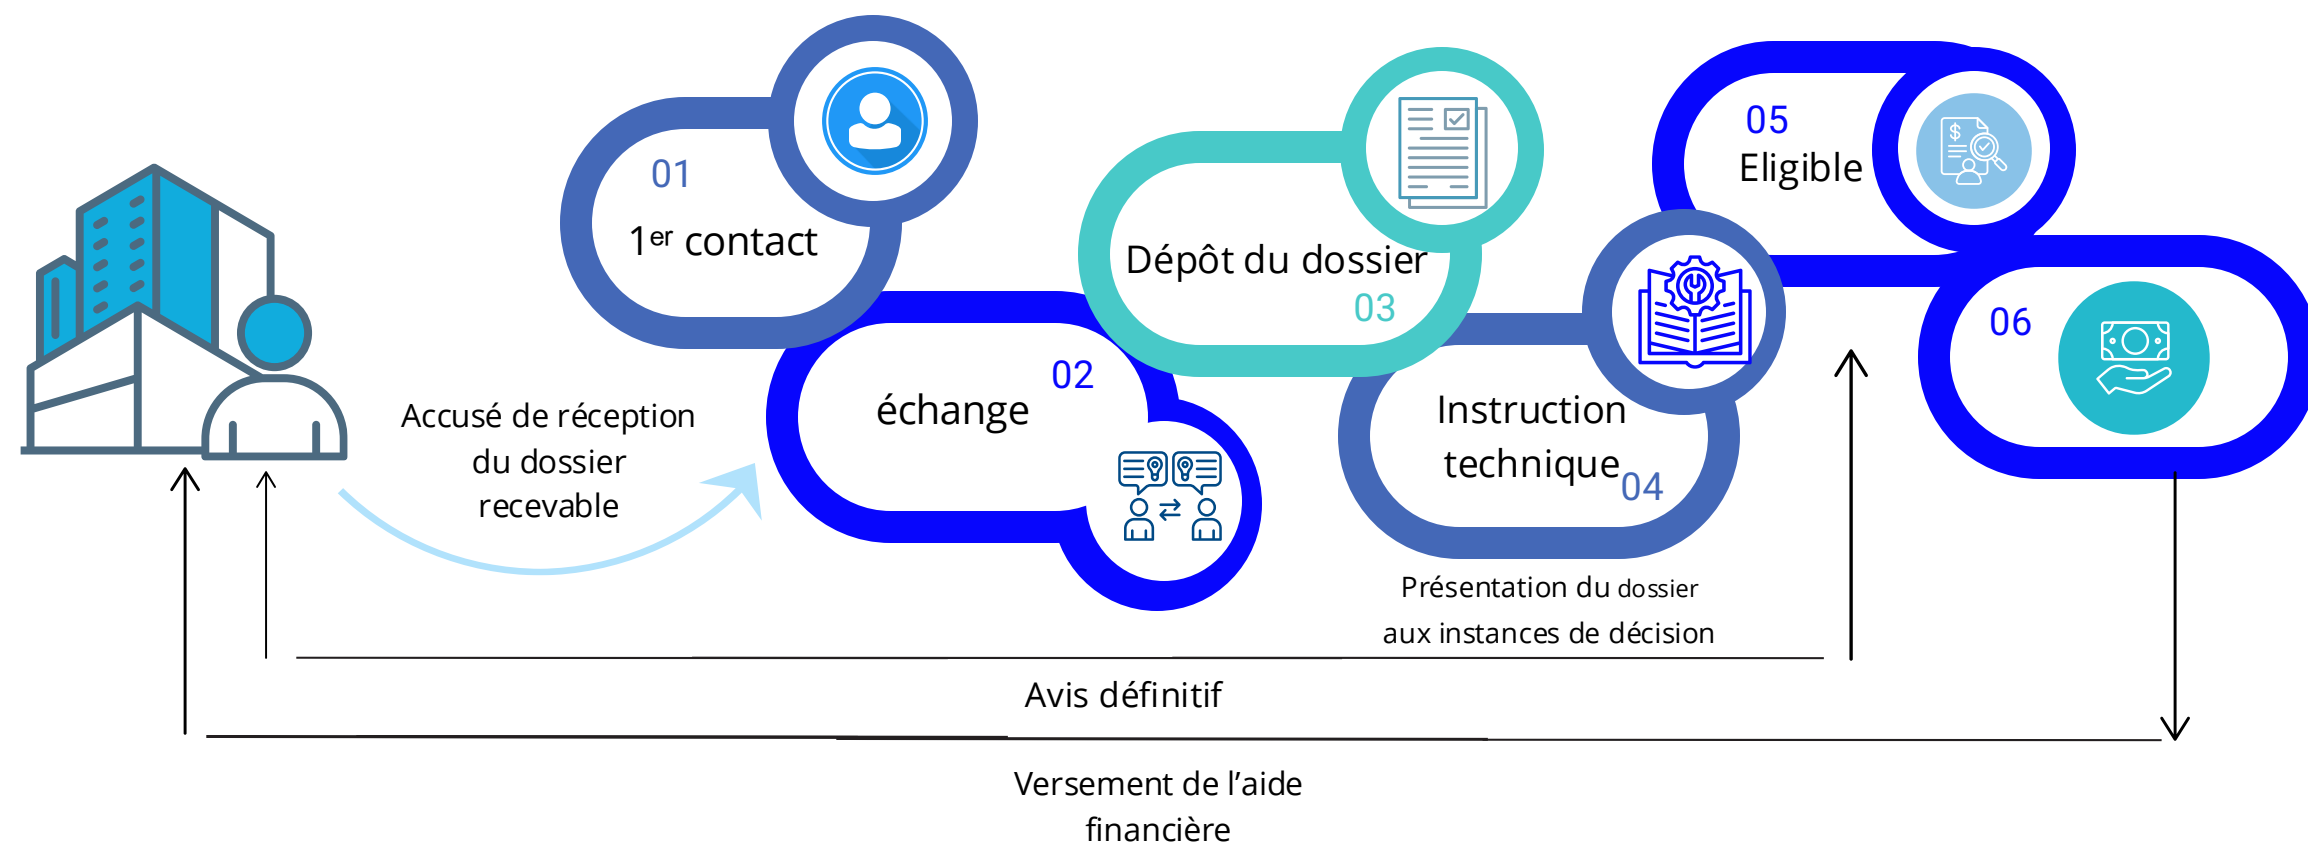 01
1er contact
Accusé de réception
du dossier
recevable
02
échange
Dépôt du dossier
03
Instruction
technique
04
Présentation du dossier
aux instances de décision
05
Eligible
$
06
Avis définitif
Versement de l’aide
financière